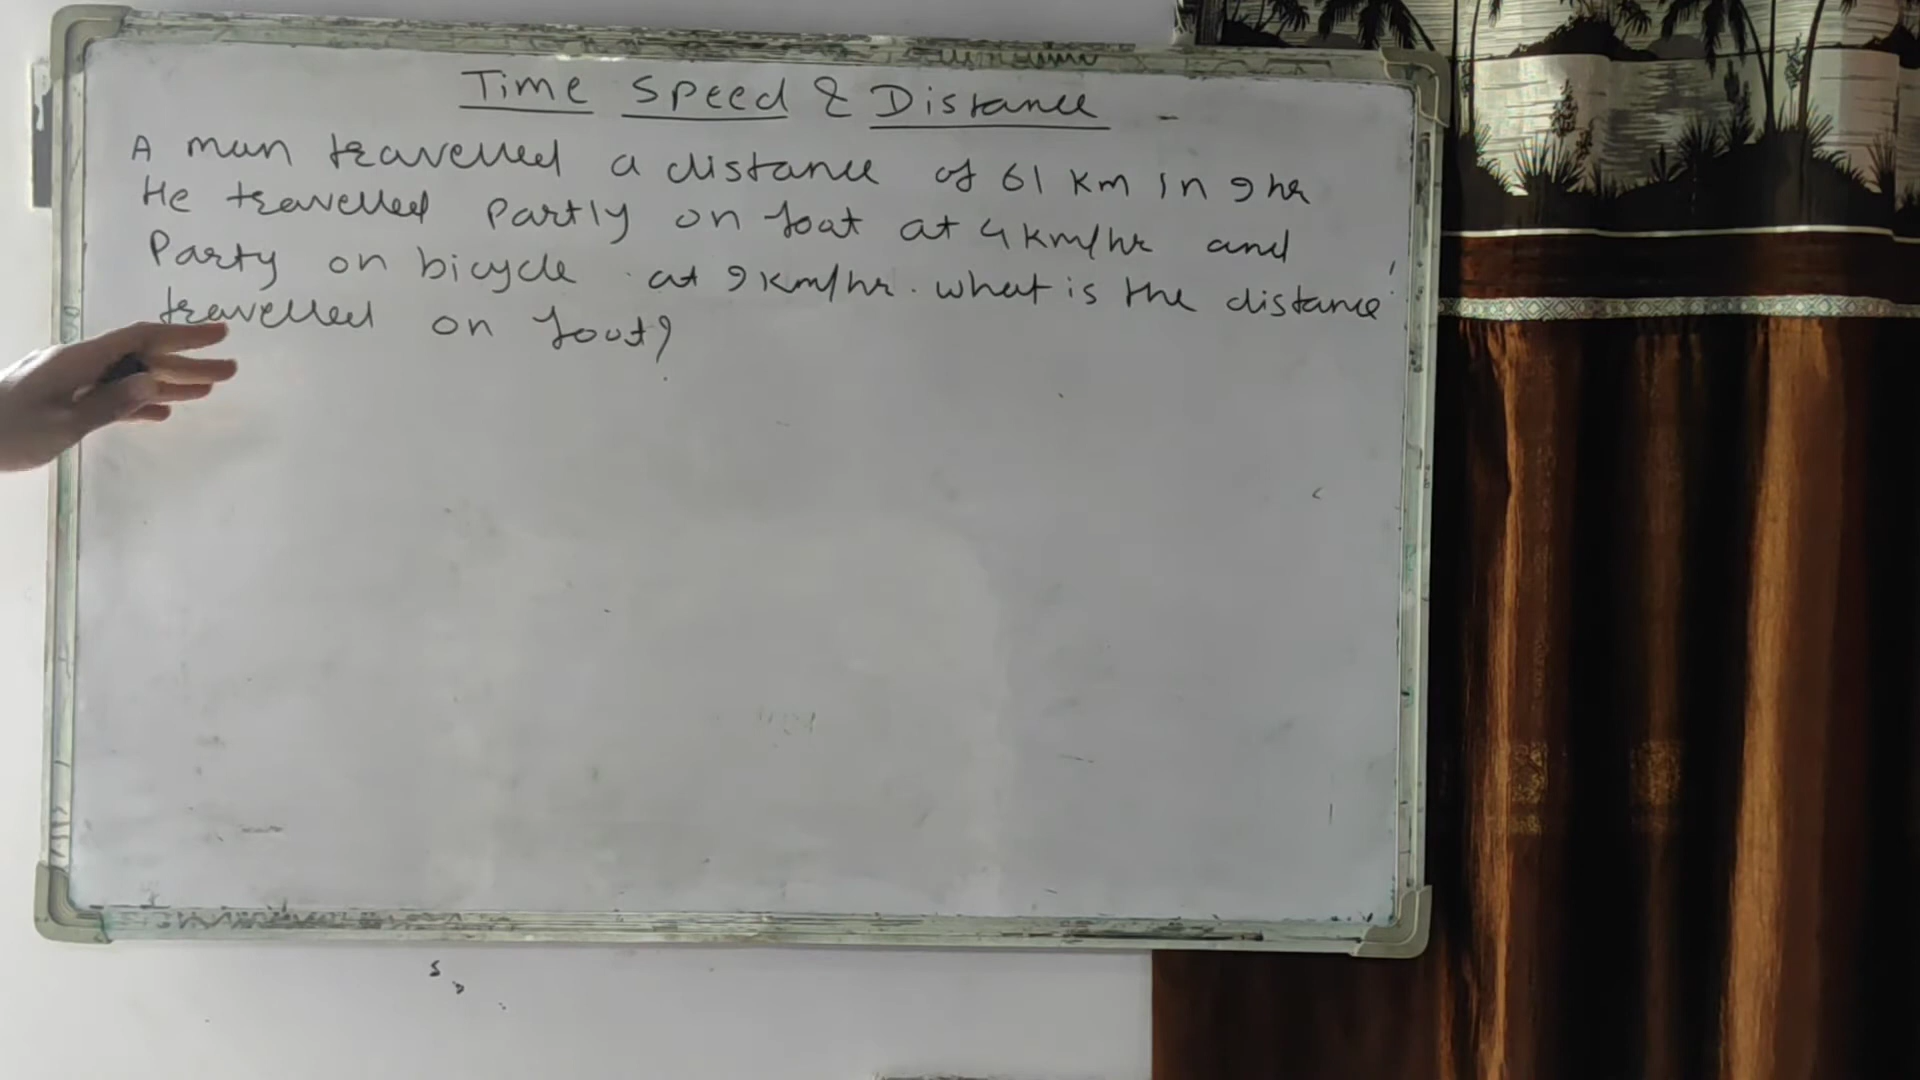 Time Speed & Distance -
A man travelled a distance of 61 km in 9 hr
He travelled Partly on foot at 4 km/hr and
Party on bicycle at 9 km/hr. what is the distance
travelled on foot?